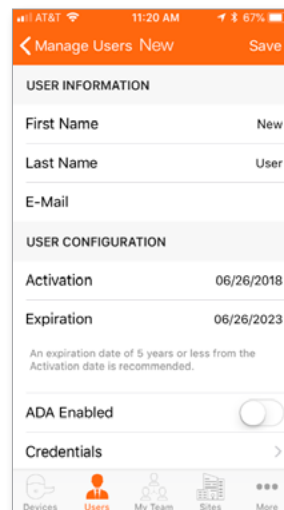 AT&T 11:20 AM 67%
Manage Users New Save
USER INFORMATION
First Name New
Last Name User
E-Mail
USER CONFIGURATION
Activation 06/26/2018
Expiration 06/26/2023
An expiration date of 5 years or less from the
Activation date is recommended.
ADA Enabled
Credentials
Devices Users My Team Sites More